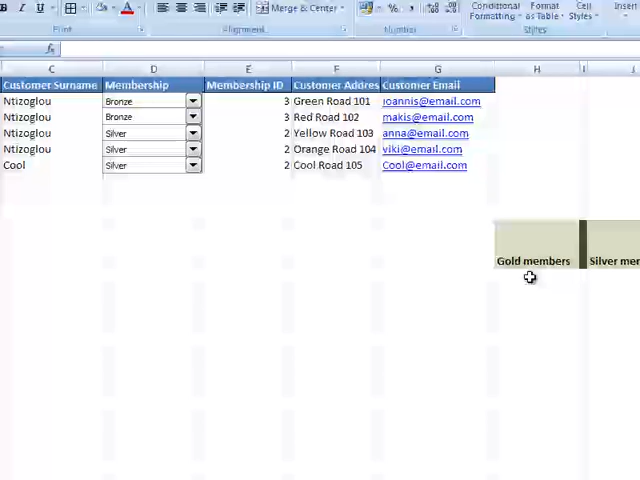 B I U Merge & Center % Conditional Formatting Format as Table Cell Styles Insert
Font Alignment Number Styles
fx
C D E F G H I J
Customer Surname Membership Membership ID Customer Addres Customer Email
Ntizoglou Bronze 3 Green Road 101 ioannis@email.com
Ntizoglou Bronze 3 Red Road 102 makis@email.com
Ntizoglou Silver 2 Yellow Road 103 anna@email.com
Ntizoglou Silver 2 Orange Road 104 viki@email.com
Cool Silver 2 Cool Road 105 Cool@email.com
Gold members Silver mer